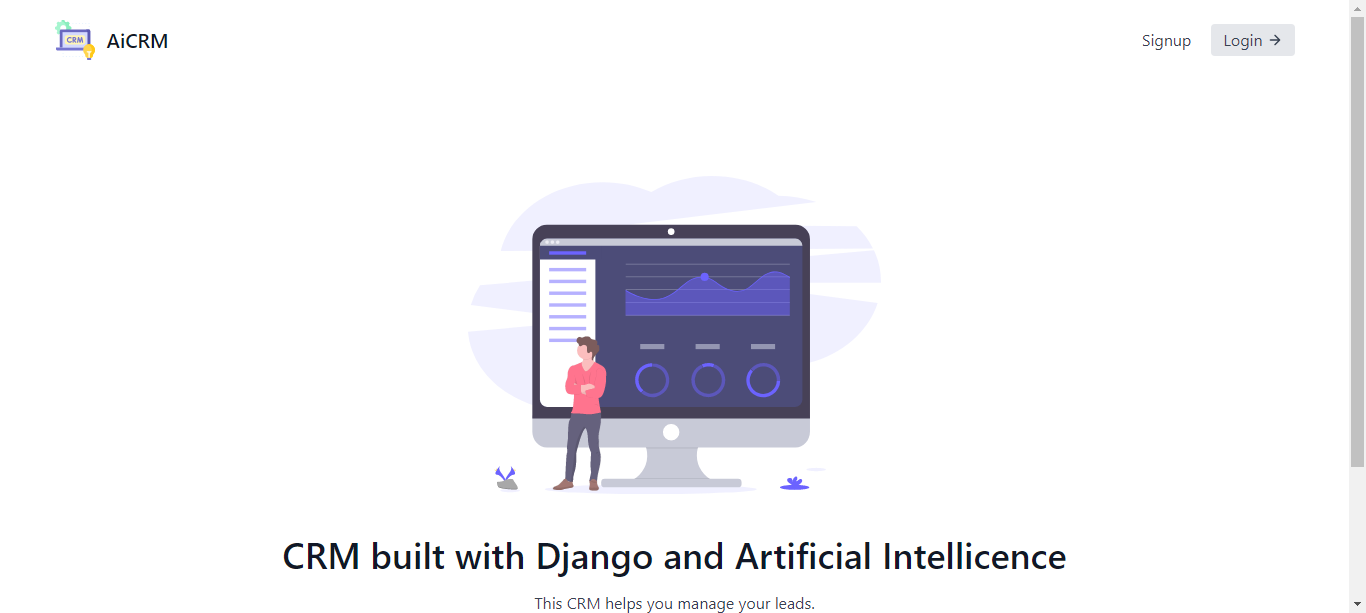 CRM
AiCRM
Signup
Login →
CRM built with Django and Artificial Intellicence
This CRM helps you manage your leads.